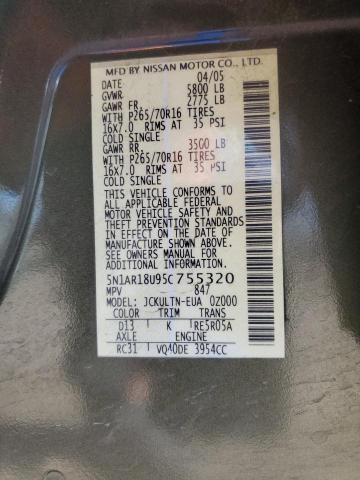 MFD BY NISSAN MOTOR CO., LTD.
DATE 04/05
GVWR 5800 LB
GAWR FR. 2775 LB
WITH P265/70R16 TIRES
16X7.0 RIMS AT 35 PSI
COLD SINGLE
GAWR RR. 3500 LB
WITH P265/70R16 TIRES
16X7.0 RIMS AT 35 PSI
COLD SINGLE
THIS VEHICLE CONFORMS TO
ALL APPLICABLE FEDERAL
MOTOR VEHICLE SAFETY AND
BUMPER STANDARDS IN EFFECT
ON THE DATE OF
MANUFACTURE SHOWN ABOVE.
SEE OWNERS MANUAL FOR
ADDITIONAL INFORMATION.
5N1AR18U95C755320
MPV 847
MODEL: JCKULTN-EUA 0Z000
COLOR TRIM TRANS
D13 K RE5R05A
AXLE ENGINE
RC31 VQ40DE 3954CC